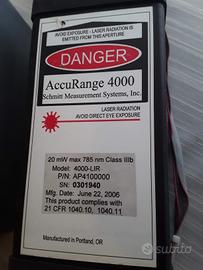 AVOID EXPOSURE - LASER RADIATION IS
EMITTED FROM THIS APERTURE
DANGER
AccuRange 4000
Schmitt Measurement Systems, Inc.
LASER RADIATION
AVOID DIRECT EYE EXPOSURE
20 mW max 785 nm Class IIIb
Model: 4000-LIR
P/N: AP4100000
S/N: 0301940
Mfg. Date: June 22, 2006
This product complies with
21 CFR 1040.10, 1040.11
Manufactured in Portland, OR
subito